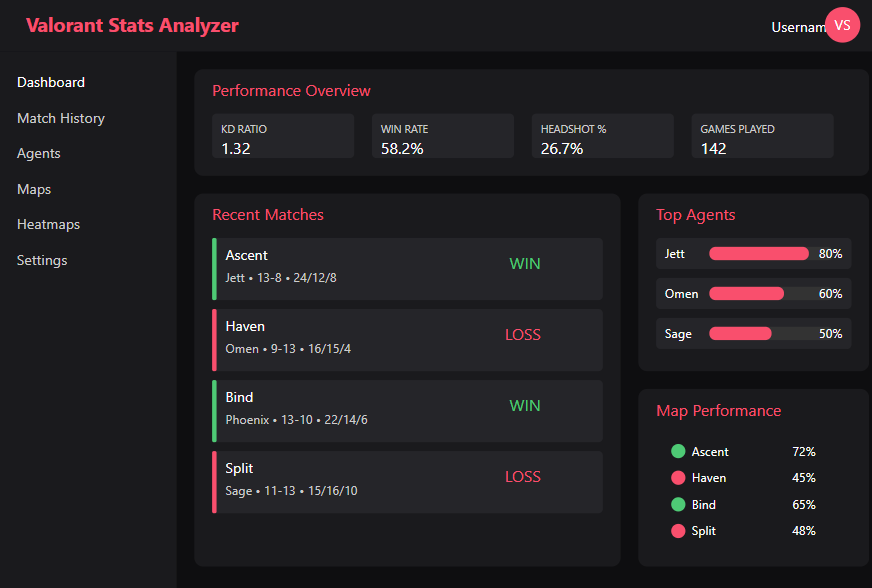 Valorant Stats Analyzer
Usernam
VS
Dashboard
Match History
Agents
Maps
Heatmaps
Settings
Performance Overview
KD RATIO
1.32
WIN RATE
58.2%
HEADSHOT %
26.7%
GAMES PLAYED
142
Recent Matches
Ascent
Jett • 13-8 • 24/12/8
WIN
Haven
Omen • 9-13 • 16/15/4
LOSS
Bind
Phoenix • 13-10 • 22/14/6
WIN
Split
Sage • 11-13 • 15/16/10
LOSS
Top Agents
Jett 80%
Omen 60%
Sage 50%
Map Performance
Ascent 72%
Haven 45%
Bind 65%
Split 48%